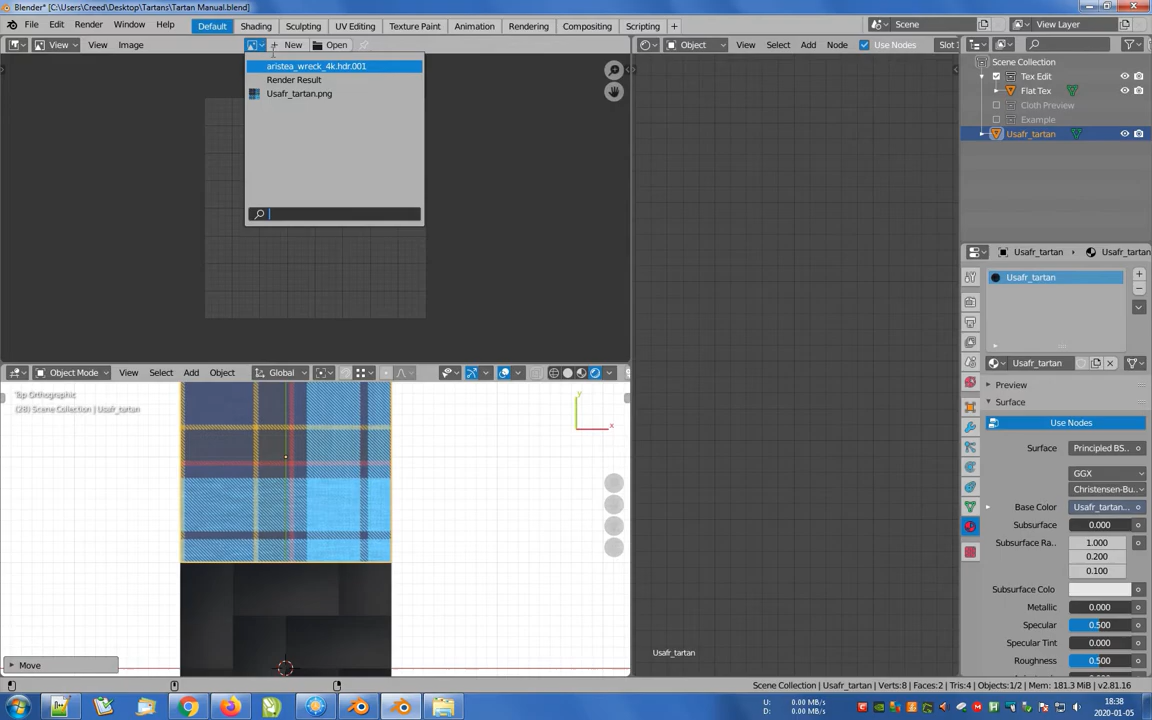 Blender* [C:\Users\Creed\Desktop\Tartans\Tartan Manual.blend]
File Edit Render Window Help Default Shading Sculpting UV Editing Texture Paint Animation Rendering Compositing Scripting + Scene View Layer
View View Image New Open Object View Select Add Node Use Nodes Slot
aristea_wreck_4k.hdr.001
Render Result
Usafr_tartan.png
Scene Collection
Tex Edit
Flat Tex
Cloth Preview
Example
Usafr_tartan
Usafr_tartan Usafr_tartan
Usafr_tartan
Usafr_tartan
Preview
Surface
Use Nodes
Surface Principled BS...
GGX
Christensen-Bu...
Base Color Usafr_tartan...
Subsurface 0.000
Subsurface Ra... 1.000
0.200
0.100
Subsurface Colo
Metallic 0.000
Specular 0.500
Specular Tint 0.000
Roughness 0.500
Object Mode View Select Add Object Global
Top Orthographic
(28) Scene Collection | Usafr_tartan
Y
X
Move
Usafr_tartan
Scene Collection | Usafr_tartan | Verts:8 | Faces:2 | Tris:4 | Objects:1/2 | Mem: 181.3 MiB | v2.81.16
U: 0.00 MB/s
D: 0.00 MB/s
18:38
2020-01-05